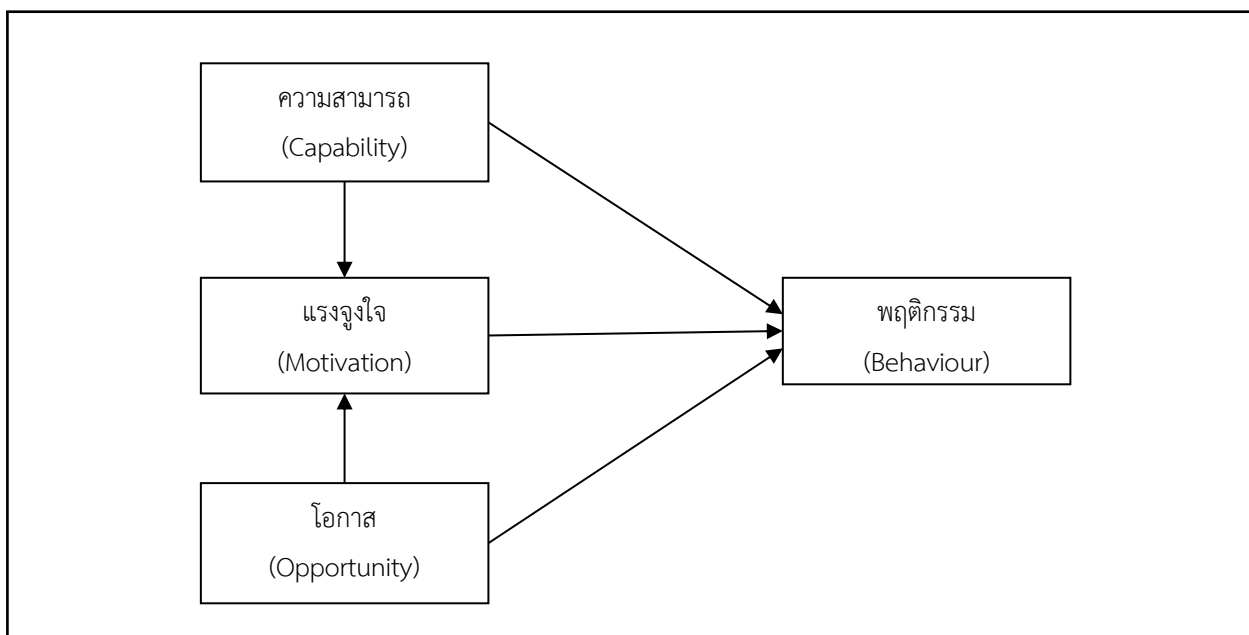 ความสามารถ
(Capability)
แรงจูงใจ
(Motivation)
พฤติกรรม
(Behaviour)
โอกาส
(Opportunity)